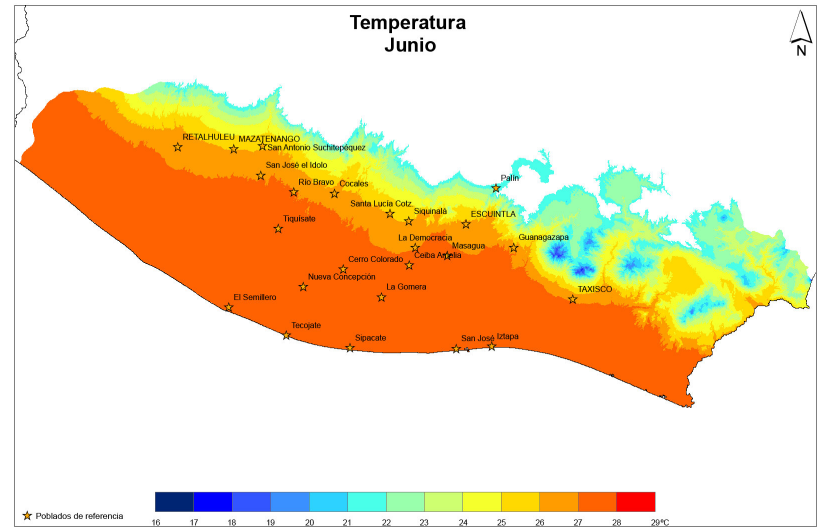 Temperatura
Junio
N
RETALHULEU
MAZATENANGO
San Antonio Suchitepéquez
San José el Idolo
Palín
Río Bravo
Cocales
Santa Lucía Cotz.
Siquinalá
ESCUINTLA
Tiquisate
La Democracia
Masagua
Guanagazapa
Cerro Colorado
Ceiba Amelia
Nueva Concepción
La Gomera
TAXISCO
El Semillero
Tecojate
Sipacate
San José
Iztapa
Poblados de referencia
16 17 18 19 20 21 22 23 24 25 26 27 28 29ºC